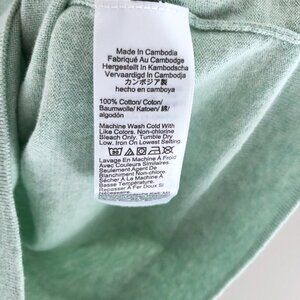 Made In Cambodia
Fabriqué Au Cambodge
Hergestellt In Kambodscha
Vervaardigd In Cambodja
カンボジア製
hecho en camboya
100% Cotton/ Coton/
Baumwolle/ Katoen/ 綿/
algodón
Machine Wash Cold With
Like Colors. Non-chlorine
Bleach Only. Tumble Dry
Low, Iron On Lowest Setting.
Lavage En Machine À Froid
Avec Couleurs Similaires.
Seulement Agent De
Blanchiment Non-chlore.
Sécher À La Machine À
Basse Température.
Repasser À Fer Doux Si
Nécessaire.